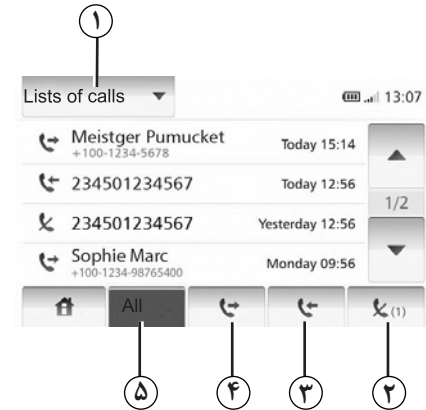 ۱
Lists of calls 13:07
Meistger Pumucket Today 15:14
+100-1234-5678
234501234567 Today 12:56
1/2
234501234567 Yesterday 12:56
Sophie Marc Monday 09:56
+100-1234-98765400
All (1)
۵ ۴ ۳ ۲